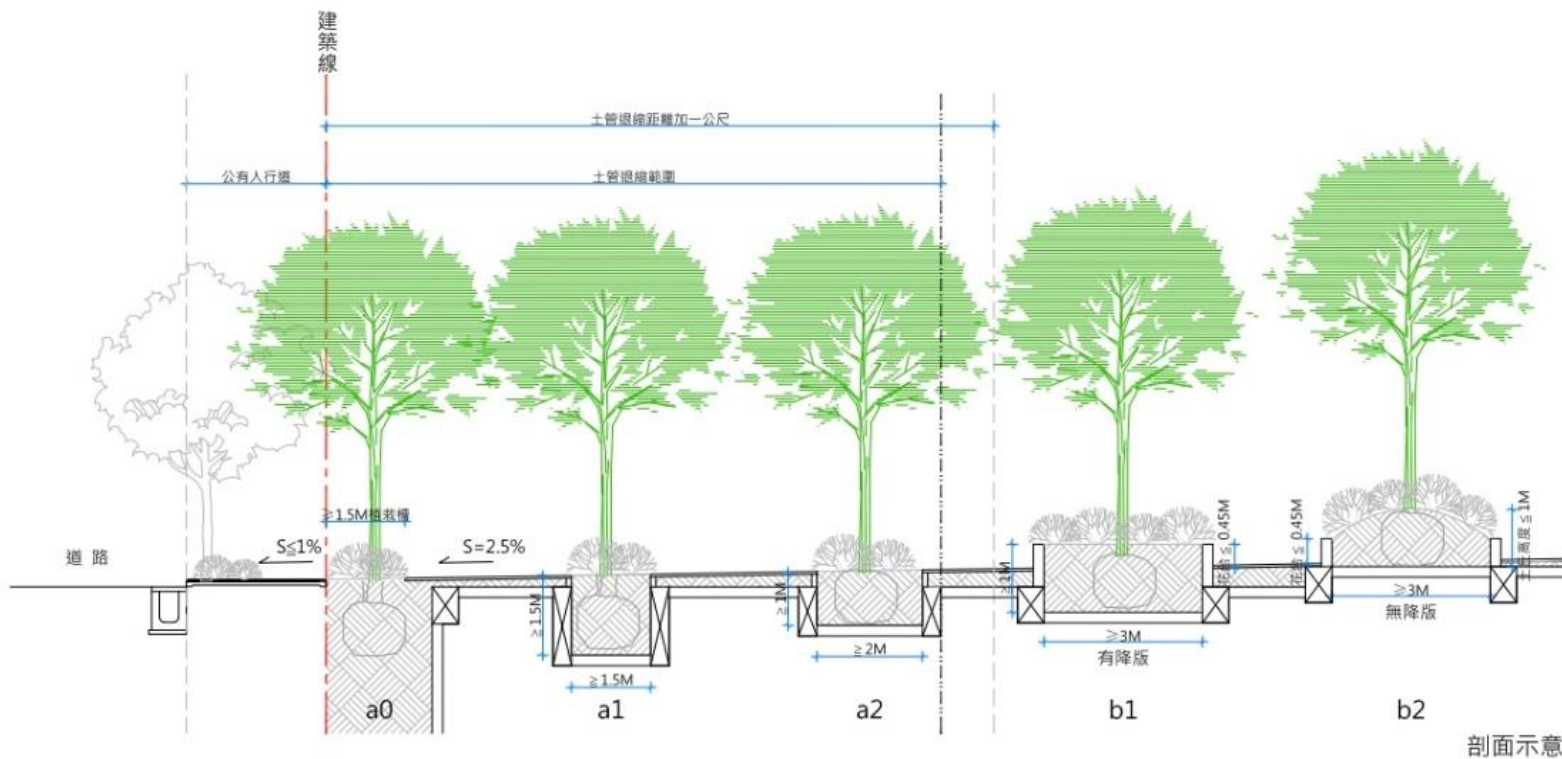 建築線
土管退縮距離加一公尺
公有人行道
土管退縮範圍
≥1.5M植栽槽
道 路
S≦1%
S=2.5%
≥1.5M
≥1.5M
≥1M
≥2M
≥1M
花台≦0.45M
≥3M
有降版
花台≦0.45M
≥3M
無降版
高度≦1M
a0
a1
a2
b1
b2
剖面示意